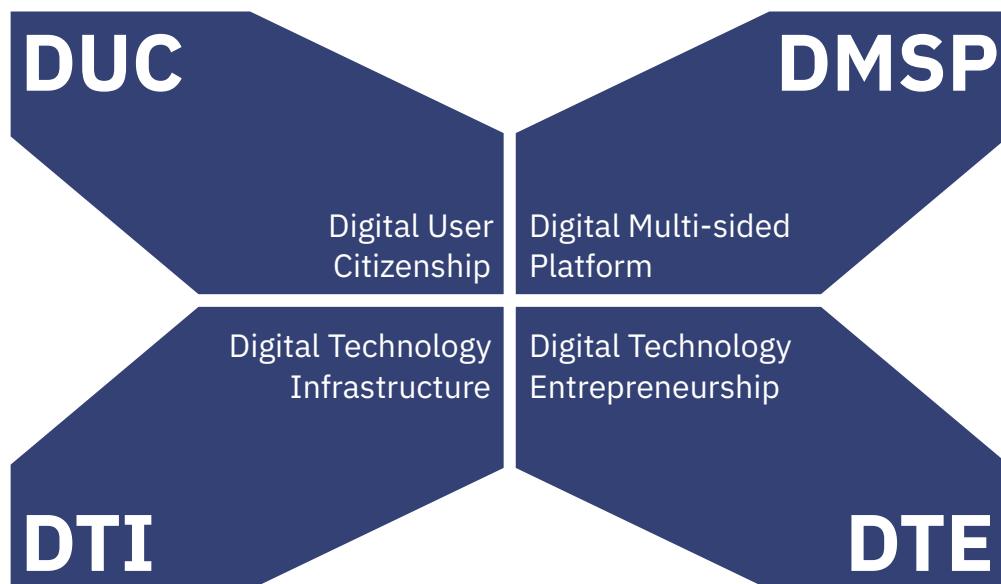 DUC
DMSP
Digital User
Citizenship
Digital Multi-sided
Platform
Digital Technology
Infrastructure
Digital Technology
Entrepreneurship
DTI
DTE